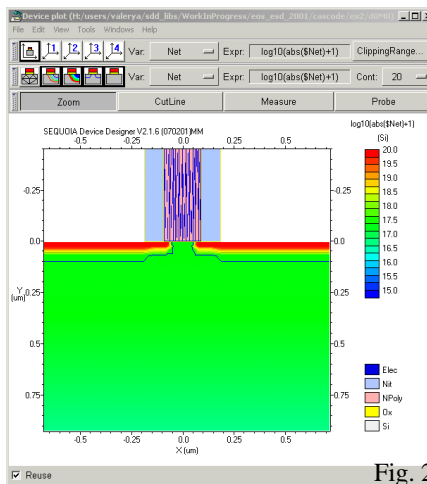 Device plot (H:/users/valerya/sdd_libs/WorkInProgress/eos_esd_2001/cascode/ex2/
File Edit View Tools Windows Help
1 2 3 4 Var: Net Expr: log10(abs($Net)+1) ClippingRange...
Var: Net Expr: log10(abs($Net)+1) Cont: 20
Zoom CutLine Measure Probe
SEQUOIA Device Designer V2.1.6 (070201)MM
log10(abs($Net)+1)
(Si)
-0.5 -0.25 0.0 0.25 0.5
20.0
19.5
19.0
18.5
18.0
17.5
17.0
16.5
16.0
15.5
15.0
-0.25 -0.25
0.0 0.0
Y
(um)
0.25 0.25
0.5 0.5
0.75 0.75
-0.5 -0.25 0.0 0.25 0.5
X (um)
Elec
Nit
NPoly
Ox
Si
Reuse
Fig. 2